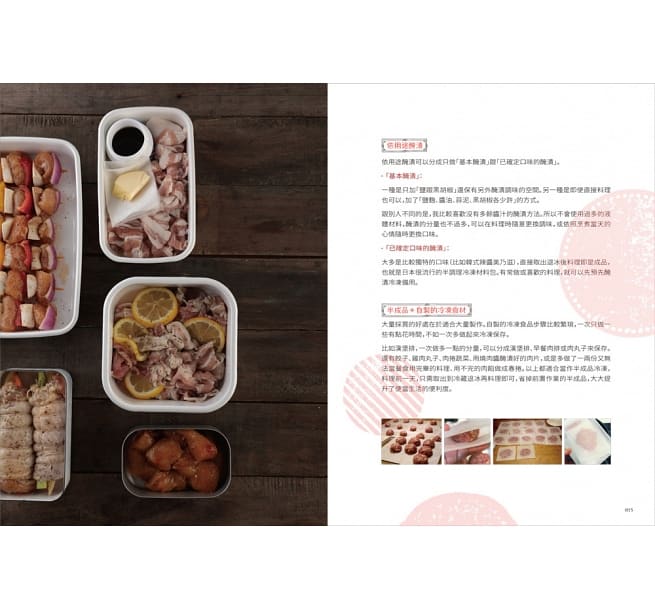 依用途醃漬
依用途醃漬可以分成只做「基本醃漬」跟「已確定口味的醃漬」。
·「基本醃漬」:
一種是只加「鹽跟黑胡椒」還保有另外醃漬調味的空間。另一種是即使直接料理
也可以,加了「鹽麴、醬油、蒜泥、黑胡椒各少許」的方式。
跟別人不同的是,我比較喜歡沒有多餘醬汁的醃漬方法。所以不會使用過多的液
體材料,醃漬的分量也不過多,可以在料理時隨意更換調味。或依照烹煮當天的
心情隨時更換口味。
·「已確定口味的醃漬」:
大多是比較獨特的口味(比如韓式辣醬美乃滋),直接取出退冰後料理即是成品,
也就是日本很流行的半調理冷凍材料包。有常做或喜歡的料理,就可以先預先醃
漬冷凍備用。
半成品+自製的冷凍食材
大量採買的好處在於適合大量製作。自製的冷凍食品步驟比較繁瑣,一次只做一
些有點花時間,不如一次多做起來冷凍保存。
比如漢堡排,一次做多一點的分量,可以分成漢堡排、早餐肉排或肉丸子來保存。
還有餃子、雞肉丸子、肉捲蔬菜、用燒肉醬醃漬好的肉片,或是多做了一兩份又無
法當餐食用完畢的料理、用不完的肉餡做成春捲。以上都適合當作半成品冷凍。
料理前一天,只需取出到冷藏退冰再料理即可,省掉前置作業的半成品,大大提
升了便當生活的便利度。
015